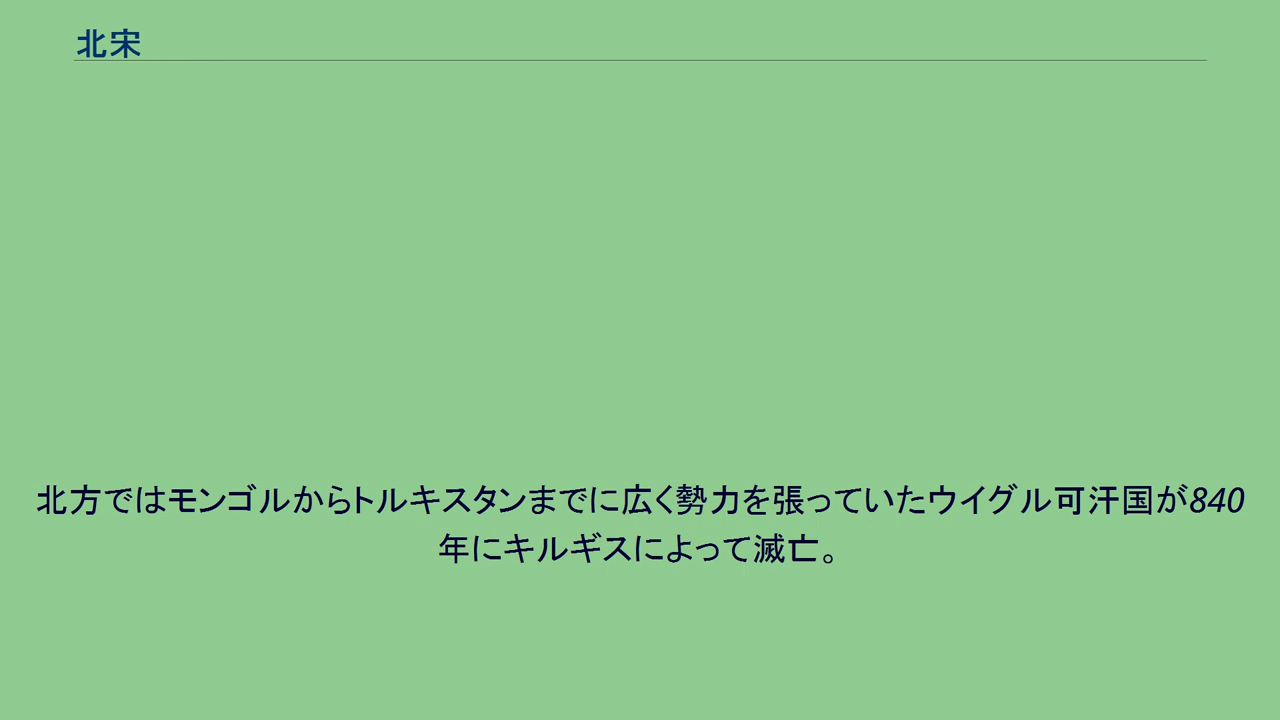 北宋
北方ではモンゴルからトルキスタンまでに広く勢力を張っていたウイグル可汗国が840
年にキルギスによって滅亡。